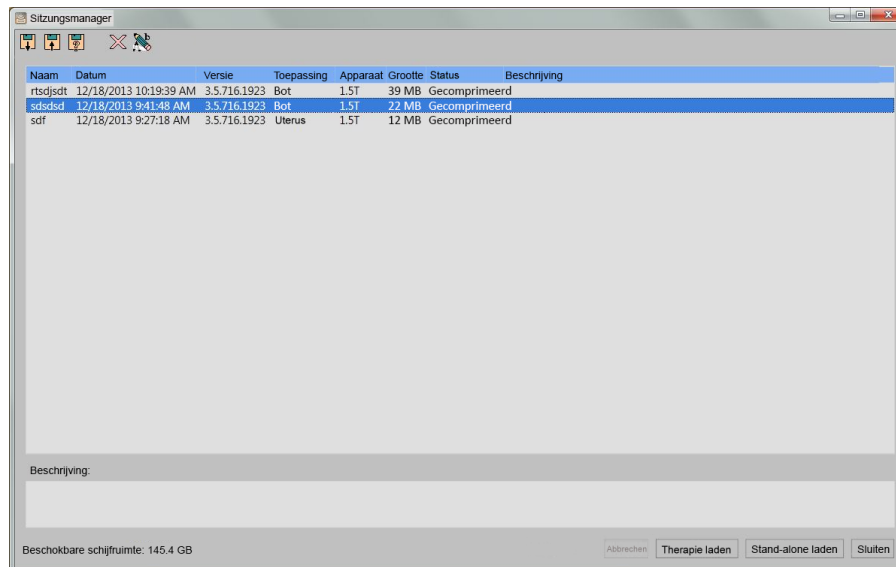 Sitzungsmanager
Naam Datum Versie Toepassing Apparaat Grootte Status Beschrijving
rtsdjsdt 12/18/2013 10:19:39 AM 3.5.716.1923 Bot 1.5T 39 MB Gecomprimeerd
sdsdsd 12/18/2013 9:41:48 AM 3.5.716.1923 Bot 1.5T 22 MB Gecomprimeerd
sdf 12/18/2013 9:27:18 AM 3.5.716.1923 Uterus 1.5T 12 MB Gecomprimeerd
Beschrijving:
Beschokbare schijfruimte: 145.4 GB Abbrechen Therapie laden Stand-alone laden Sluiten